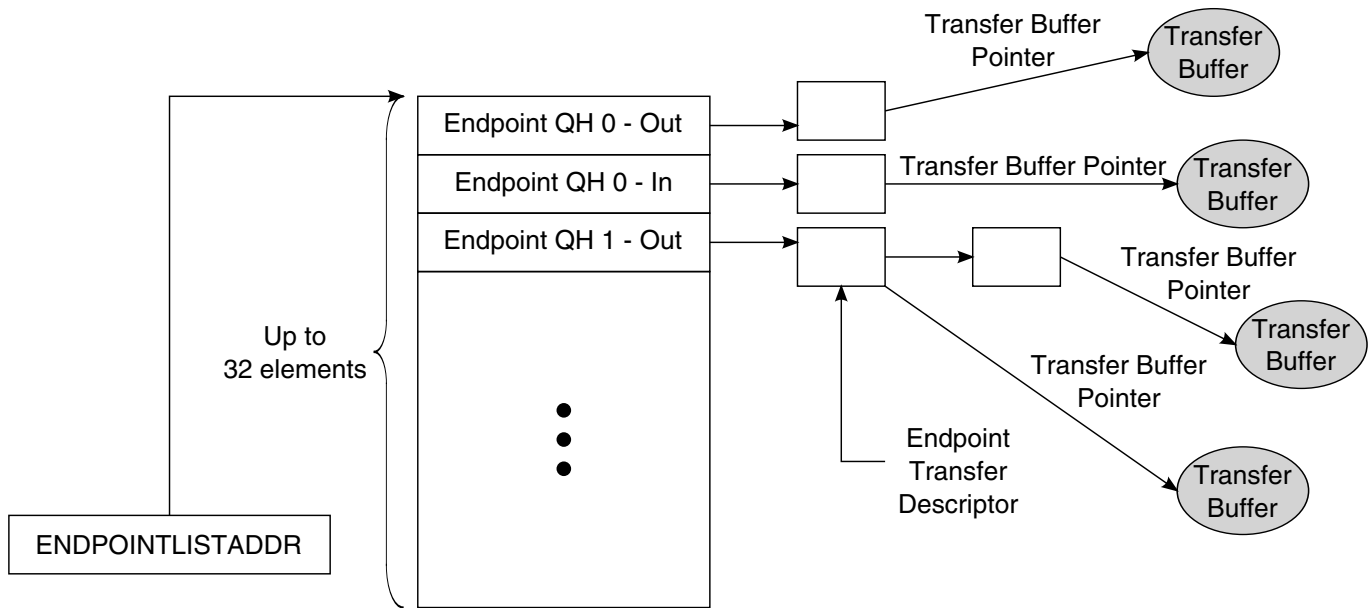 Transfer Buffer
Pointer
Transfer
Buffer
Endpoint QH 0 - Out
Endpoint QH 0 - In
Transfer Buffer Pointer
Transfer
Buffer
Endpoint QH 1 - Out
Transfer Buffer
Pointer
Transfer
Buffer
Up to
32 elements
Transfer Buffer
Pointer
Endpoint
Transfer
Descriptor
Transfer
Buffer
ENDPOINTLISTADDR